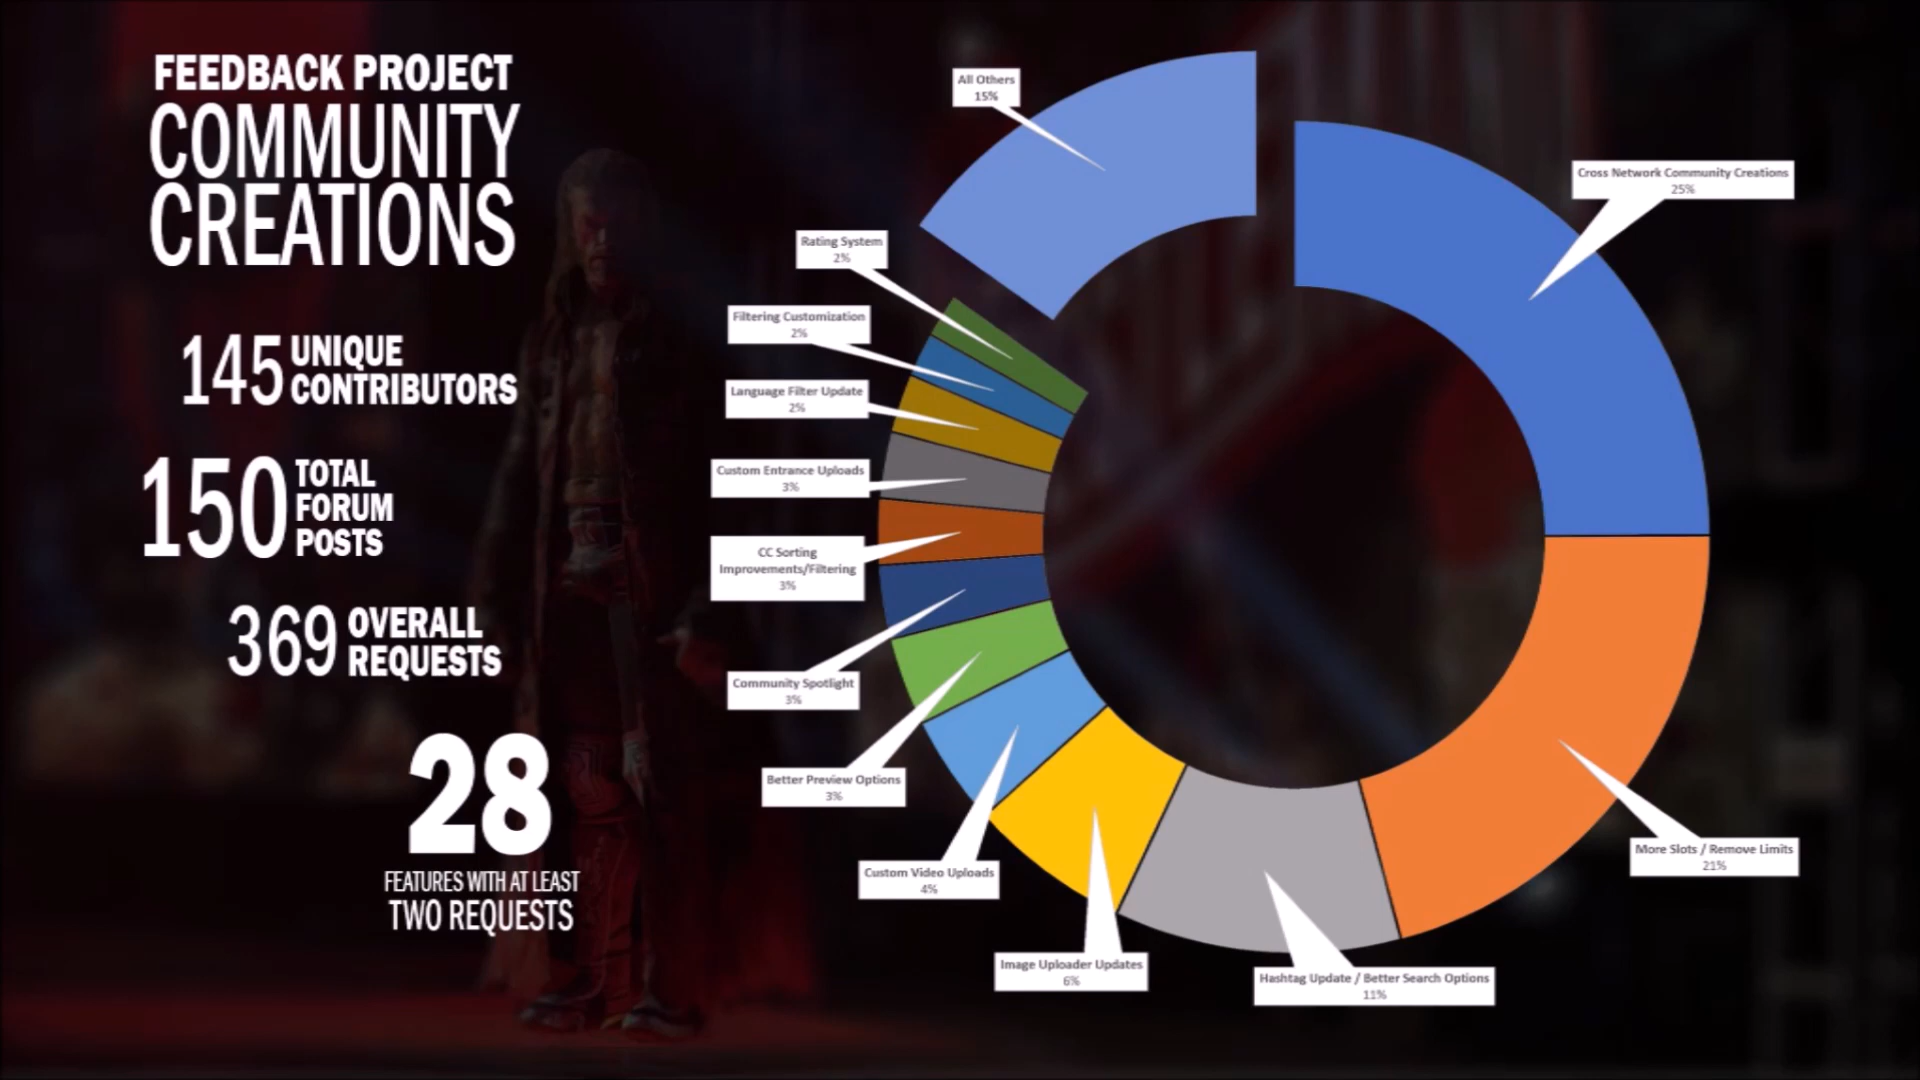 FEEDBACK PROJECT
COMMUNITY
CREATIONS
145 UNIQUE
CONTRIBUTORS
150 TOTAL
FORUM
POSTS
369 OVERALL
REQUESTS
28
FEATURES WITH AT LEAST
TWO REQUESTS
All Others
15%
Cross Network Community Creations
25%
Rating System
2%
Filtering Customization
2%
Language Filter Update
2%
Custom Entrance Uploads
3%
CC Sorting
Improvements/Filtering
3%
Community Spotlight
3%
Better Preview Options
3%
Custom Video Uploads
4%
Image Uploader Updates
6%
Hashtag Update / Better Search Options
11%
More Slots / Remove Limits
21%